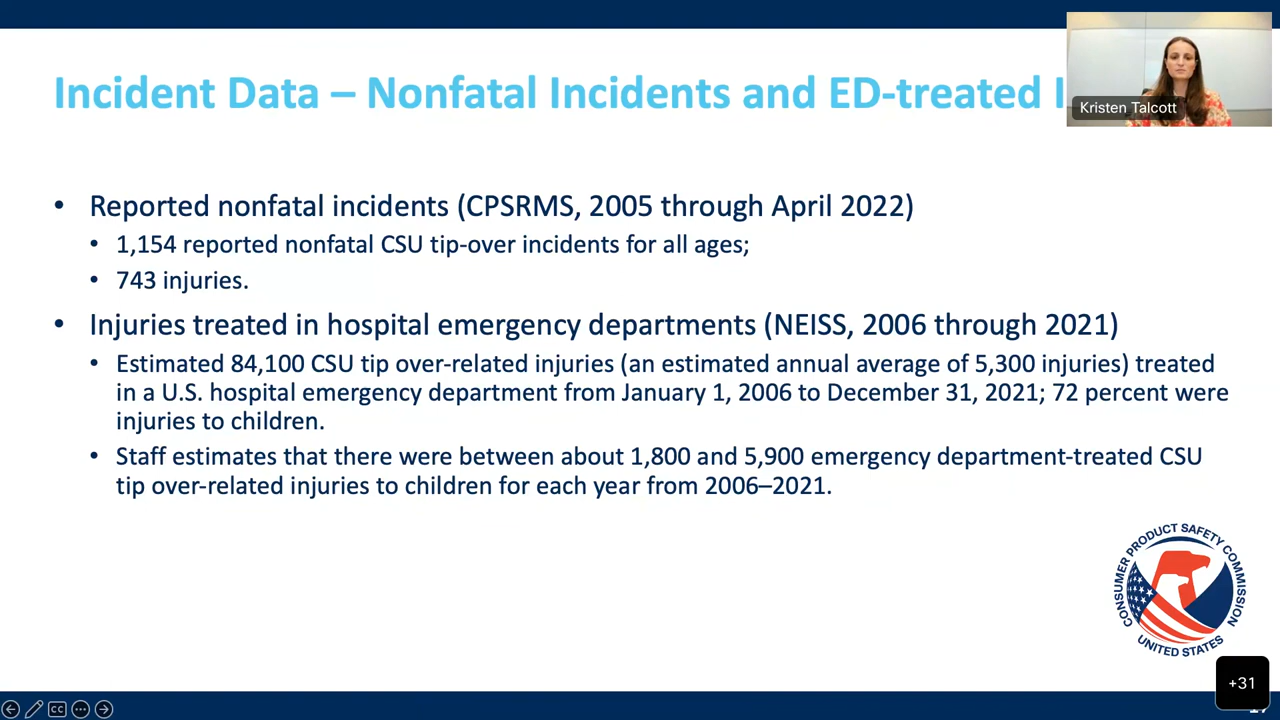 Incident Data – Nonfatal Incidents and ED-treated
Kristen Talcott
• Reported nonfatal incidents (CPSRMS, 2005 through April 2022)
• 1,154 reported nonfatal CSU tip-over incidents for all ages;
• 743 injuries.
• Injuries treated in hospital emergency departments (NEISS, 2006 through 2021)
• Estimated 84,100 CSU tip over-related injuries (an estimated annual average of 5,300 injuries) treated
in a U.S. hospital emergency department from January 1, 2006 to December 31, 2021; 72 percent were
injuries to children.
• Staff estimates that there were between about 1,800 and 5,900 emergency department-treated CSU
tip over-related injuries to children for each year from 2006–2021.
CONSUMER PRODUCT SAFETY COMMISSION
UNITED STATES
+31
CC